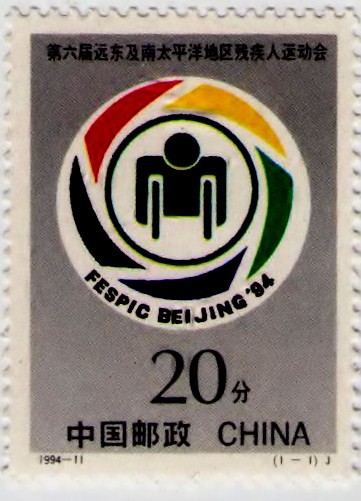 第六届远东及南太平洋地区残疾人运动会
FESPIC BEIJING '94
20分
中国邮政 CHINA
1994-11 (1-1) J